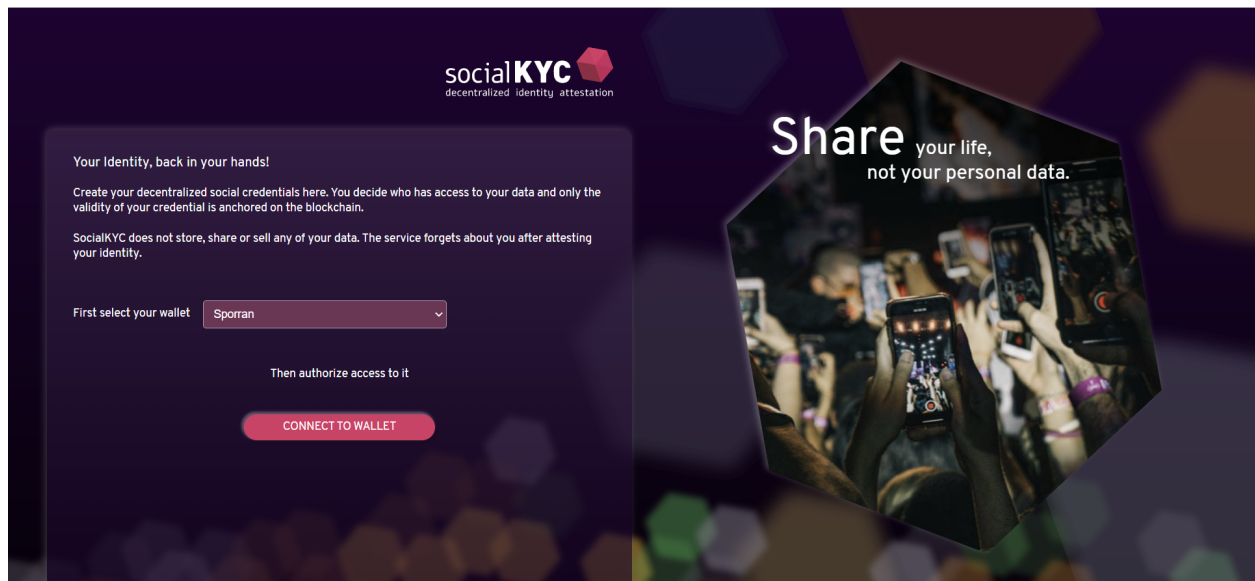 socialKYC
decentralized identity attestation
Your Identity, back in your hands!
Create your decentralized social credentials here. You decide who has access to your data and only the
validity of your credential is anchored on the blockchain.
SocialKYC does not store, share or sell any of your data. The service forgets about you after attesting
your identity.
First select your wallet
Sporran
Then authorize access to it
CONNECT TO WALLET
Share your life,
not your personal data.